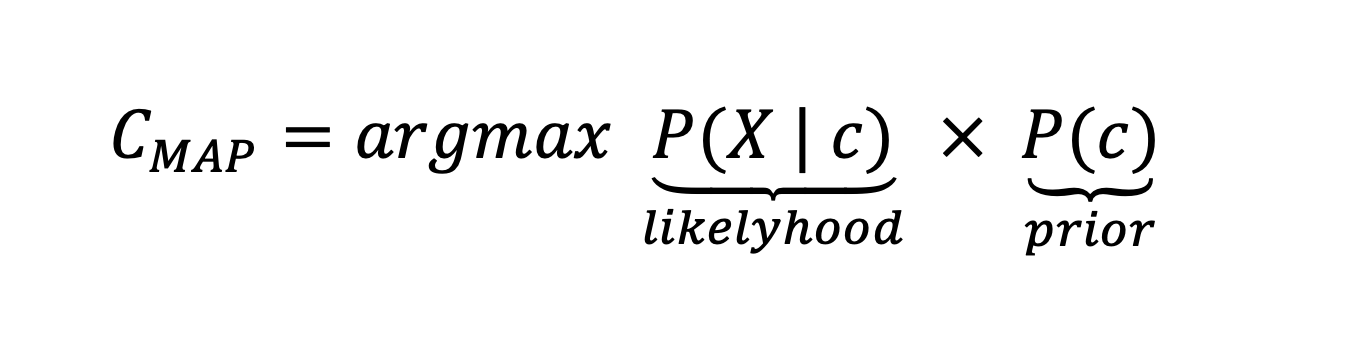 C_MAP = argmax P(X | c) × P(c)
likelyhood prior